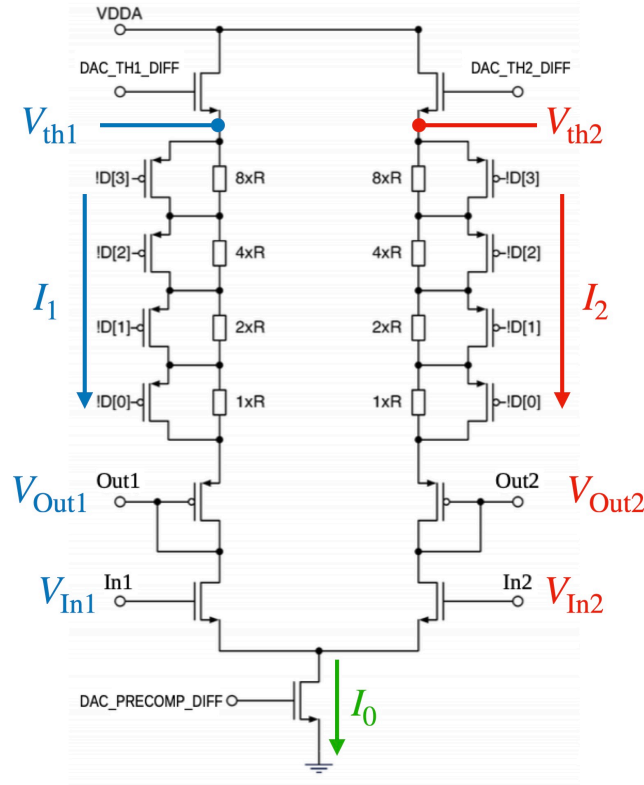 VDDA
DAC_TH1_DIFF
DAC_TH2_DIFF
Vth1
Vth2
!D[3]
8xR
8xR
!D[3]
!D[2]
4xR
4xR
!D[2]
I1
I2
!D[1]
2xR
2xR
!D[1]
!D[0]
1xR
1xR
!D[0]
Out1
Out2
VOut1
VOut2
In1
In2
VIn1
VIn2
DAC_PRECOMP_DIFF
I0